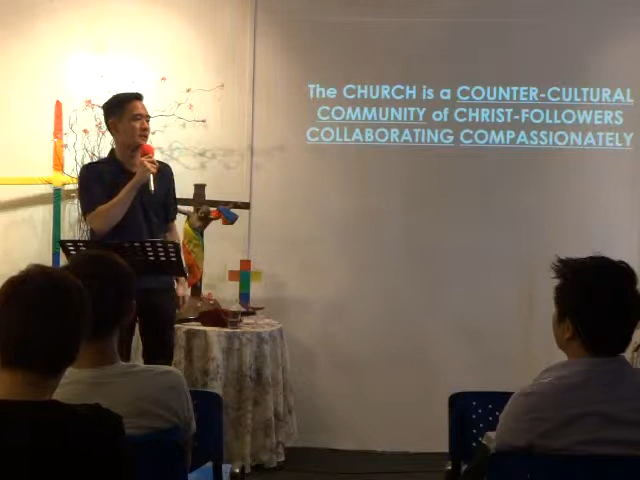 The CHURCH is a COUNTER-CULTURAL
COMMUNITY of CHRIST-FOLLOWERS
COLLABORATING COMPASSIONATELY